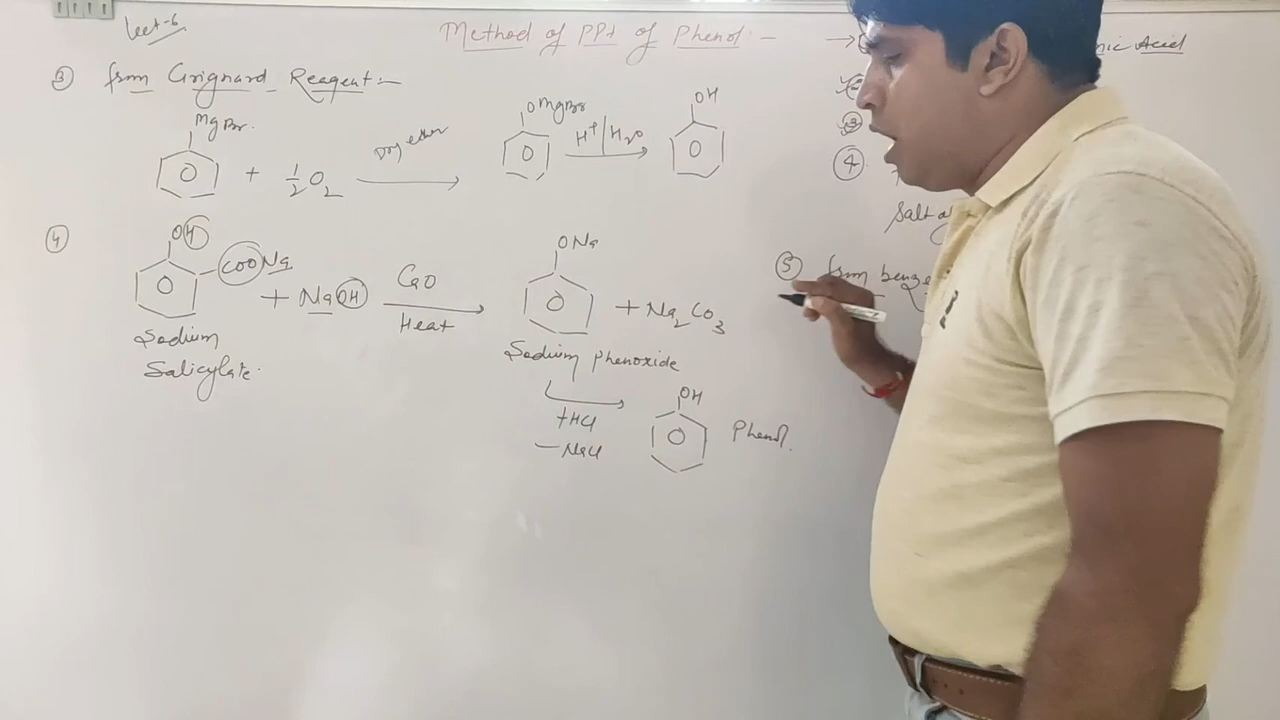 Lect-6
Method of PPt of Phenol:-
③ from Grignard Reagent:-
MgBr.
+ 1/2 O2
Dry ether
OMgBr
H+/H2O
OH
④
OH
COONa
+ NaOH
CaO
Heat
Sodium
Salicylate.
ONa
+ Na2CO3
Sodium phenoxide
+HCl
-NaCl
OH
Phenol.
→
nic Acid
③
④
Salt o
⑤ from benze